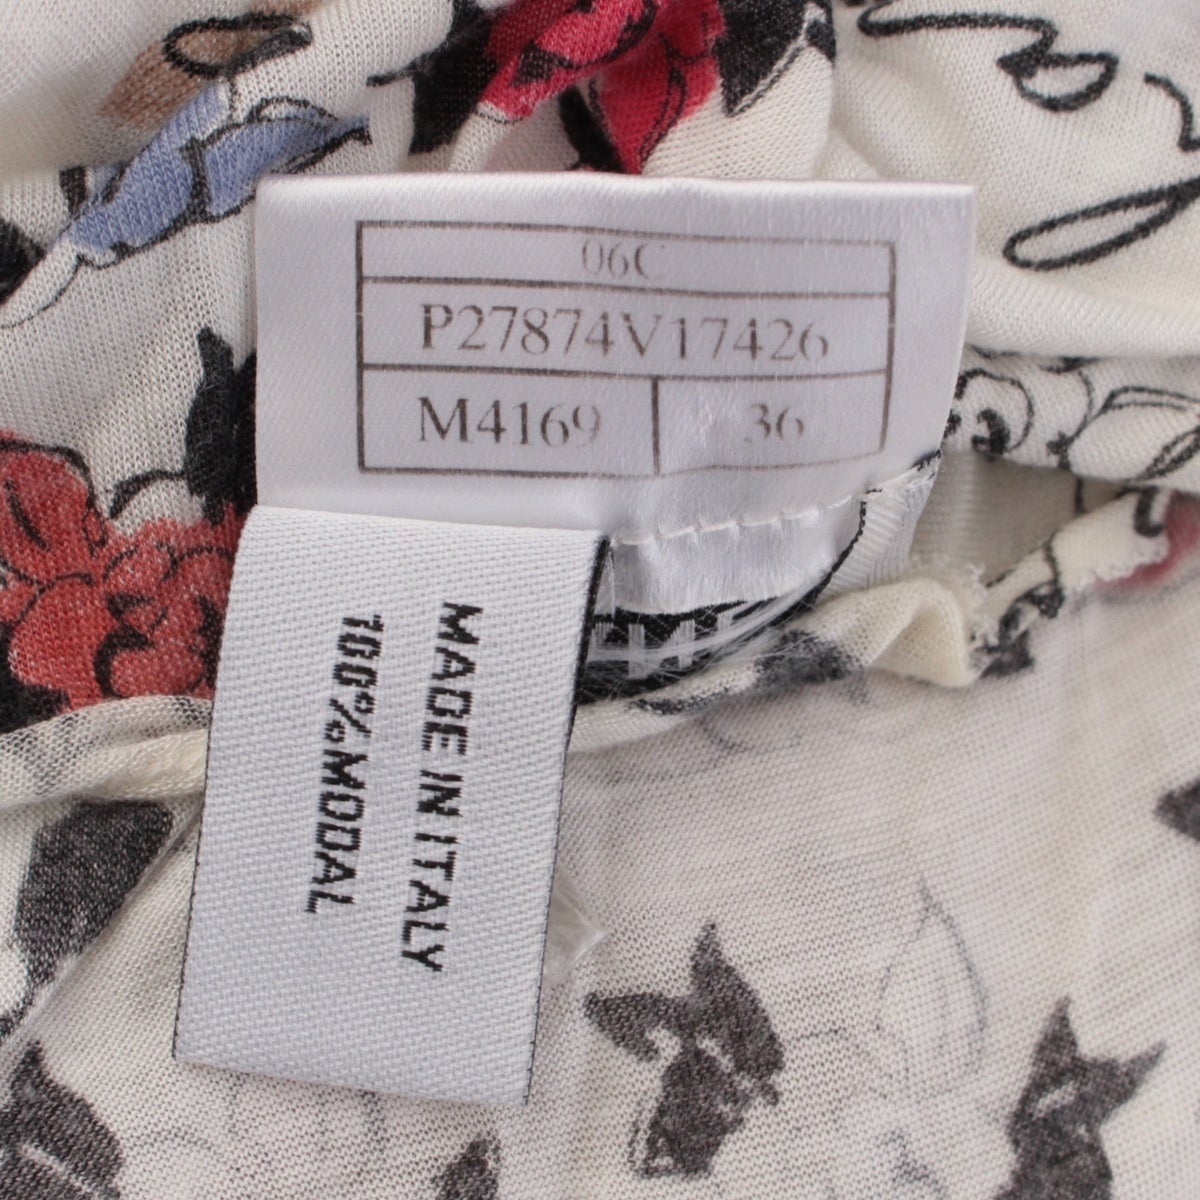 06C
P27874V17426
M4169 36
MADE IN ITALY
100% MODAL